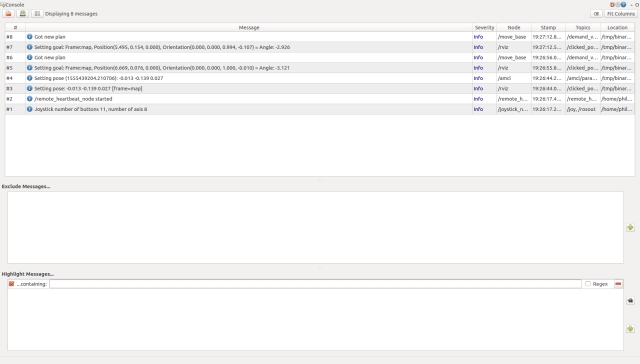 Console
Displaying 8 messages
Fit Columns
# Message Severity Node Stamp Topics Location
#8 Got new plan Info /move_base 19:27:12.8... /demand_v... /tmp/binar...
#7 Setting goal: Frame:map, Position(5.495, 0.154, 0.000), Orientation(0.000, 0.000, 0.994, -0.107) = Angle: -2.926 Info /rviz 19:27:12.5... /clicked_po... /tmp/binar...
#6 Got new plan Info /move_base 19:26:56.0... /demand_v... /tmp/binar...
#5 Setting goal: Frame:map, Position(6.669, 0.076, 0.000), Orientation(0.000, 0.000, 1.000, -0.010) = Angle: -3.121 Info /rviz 19:26:55.8... /clicked_po... /tmp/binar...
#4 Setting pose (1555439204.210706): -0.013 -0.139 0.027 Info /amcl 19:26:44.2... /amcl/para... /tmp/binar...
#3 Setting pose: -0.013 -0.139 0.027 [frame=map] Info /rviz 19:26:44.0... /clicked_po... /tmp/binar...
#2 /remote_heartbeat_node started Info /remote_h... 19:26:17.4... /remote_h... /home/phil...
#1 Joystick number of buttons 11, number of axis 8 Info /joystick_n... 19:26:17.2... /joy, /rosout /home/phil...
Exclude Messages...
Highlight Messages...
...containing: Regex